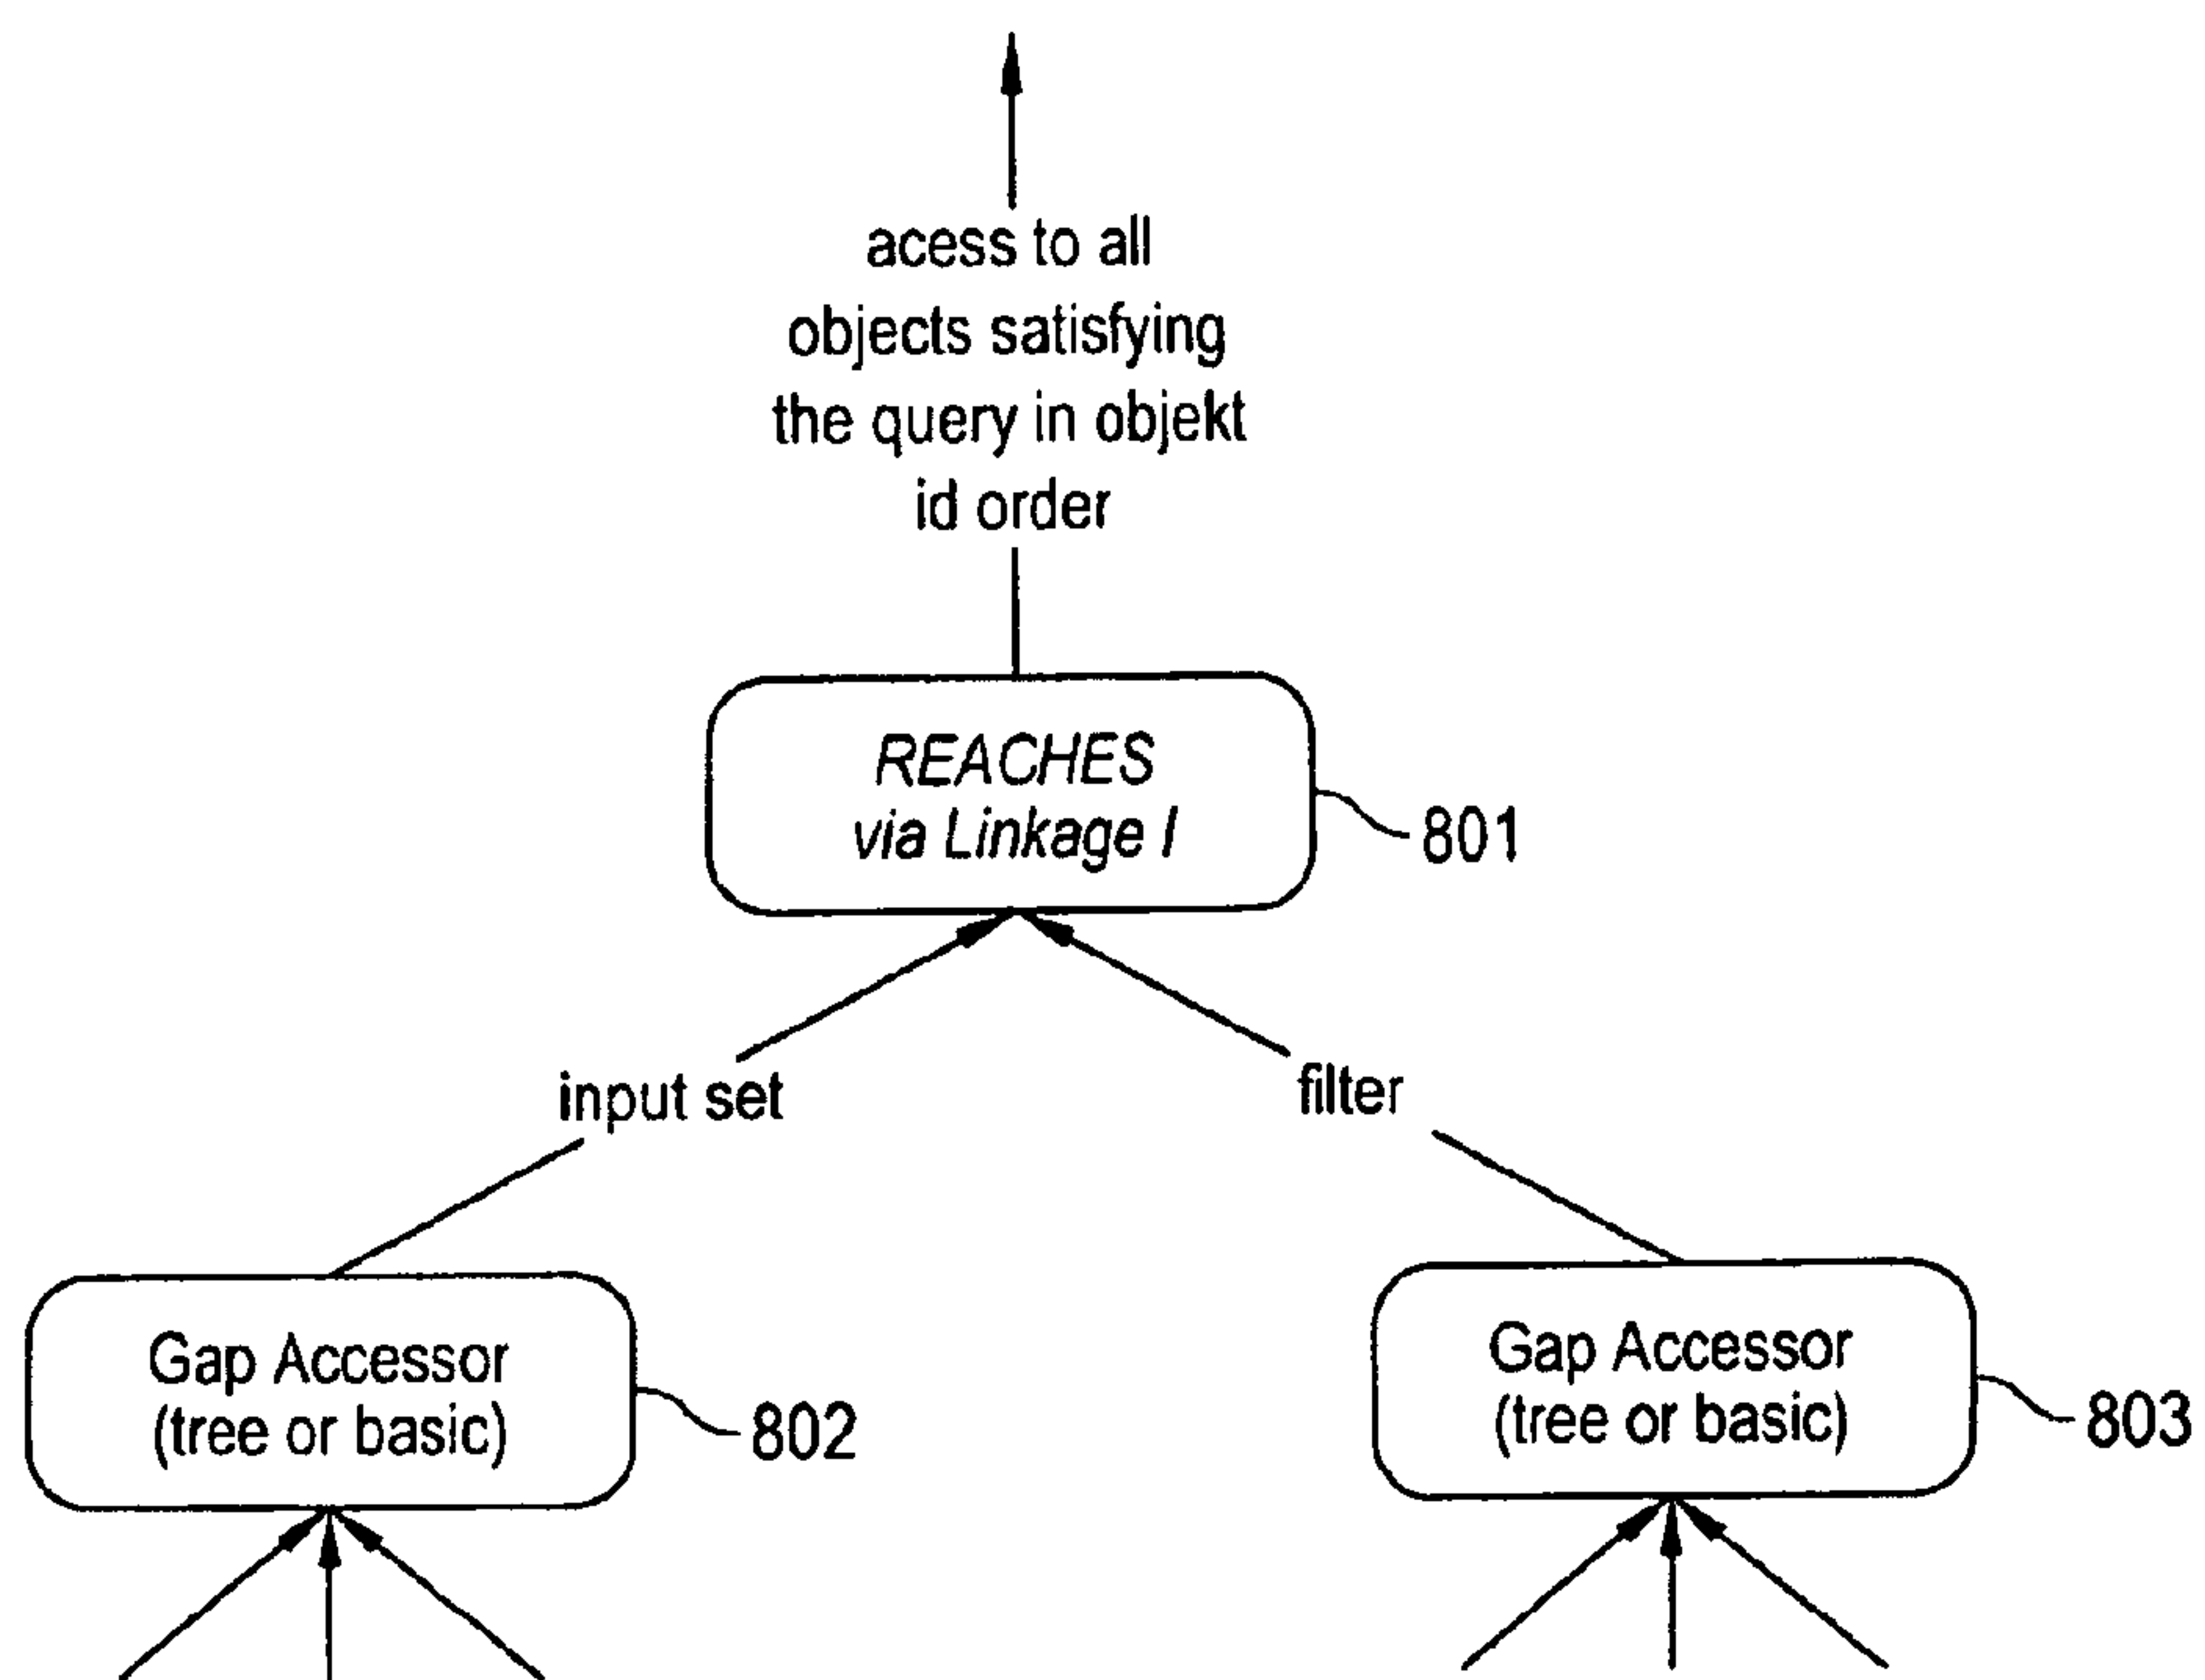 acess to all
objects satisfying
the query in objekt
id order
REACHES
via Linkage I
801
input set
filter
Gap Accessor
(tree or basic)
802
Gap Accessor
(tree or basic)
803